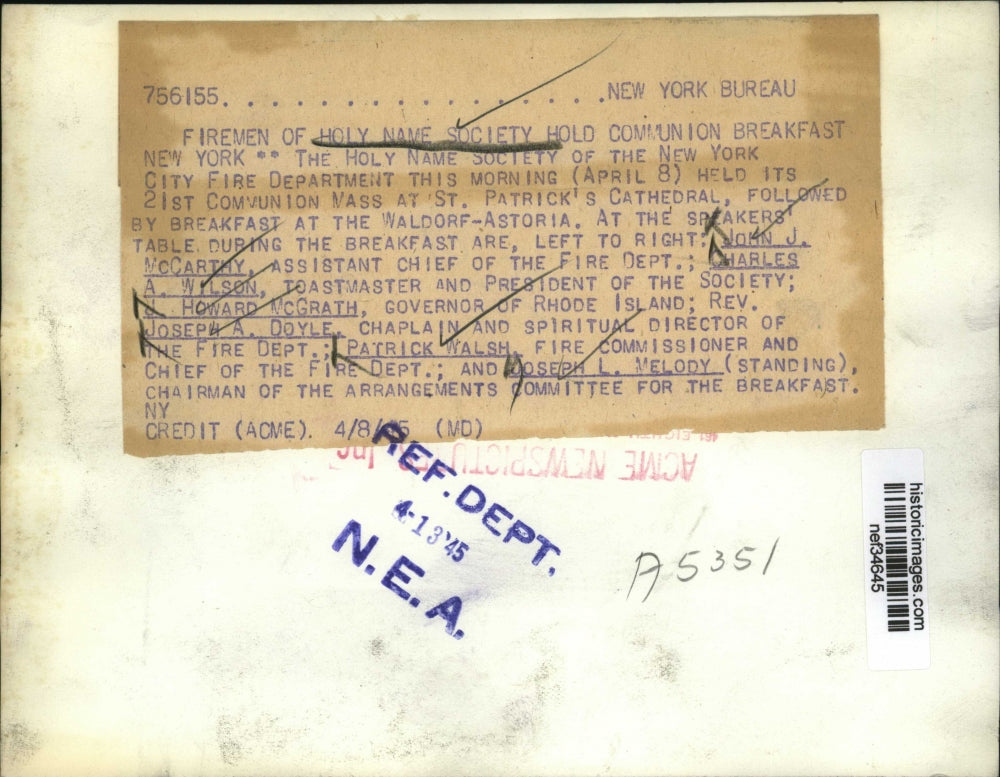 756155. . . . . . . . . . . . . . . . . .NEW YORK BUREAU
FIREMEN OF HOLY NAME SOCIETY HOLD COMMUNION BREAKFAST
NEW YORK ** THE HOLY NAME SOCIETY OF THE NEW YORK
CITY FIRE DEPARTMENT THIS MORNING (APRIL 8) HELD ITS
21ST COMMUNION MASS AT ST. PATRICK'S CATHEDRAL, FOLLOWED
BY BREAKFAST AT THE WALDORF-ASTORIA. AT THE SPEAKERS'
TABLE DURING THE BREAKFAST ARE, LEFT TO RIGHT: JOHN J.
MCCARTHY, ASSISTANT CHIEF OF THE FIRE DEPT.; CHARLES
A. WILSON, TOASTMASTER AND PRESIDENT OF THE SOCIETY;
J. HOWARD MCGRATH, GOVERNOR OF RHODE ISLAND; REV.
JOSEPH A. DOYLE, CHAPLAIN AND SPIRITUAL DIRECTOR OF
THE FIRE DEPT.; PATRICK WALSH, FIRE COMMISSIONER AND
CHIEF OF THE FIRE DEPT.; AND JOSEPH L. MELODY (STANDING),
CHAIRMAN OF THE ARRANGEMENTS COMMITTEE FOR THE BREAKFAST.
NY
CREDIT (ACME) 4/8/45 (MD)
ACME NEWSPICTURES, Inc
REF. DEPT.
4-13'45
N.E.A.
A5351
historicimages.com
nef34645